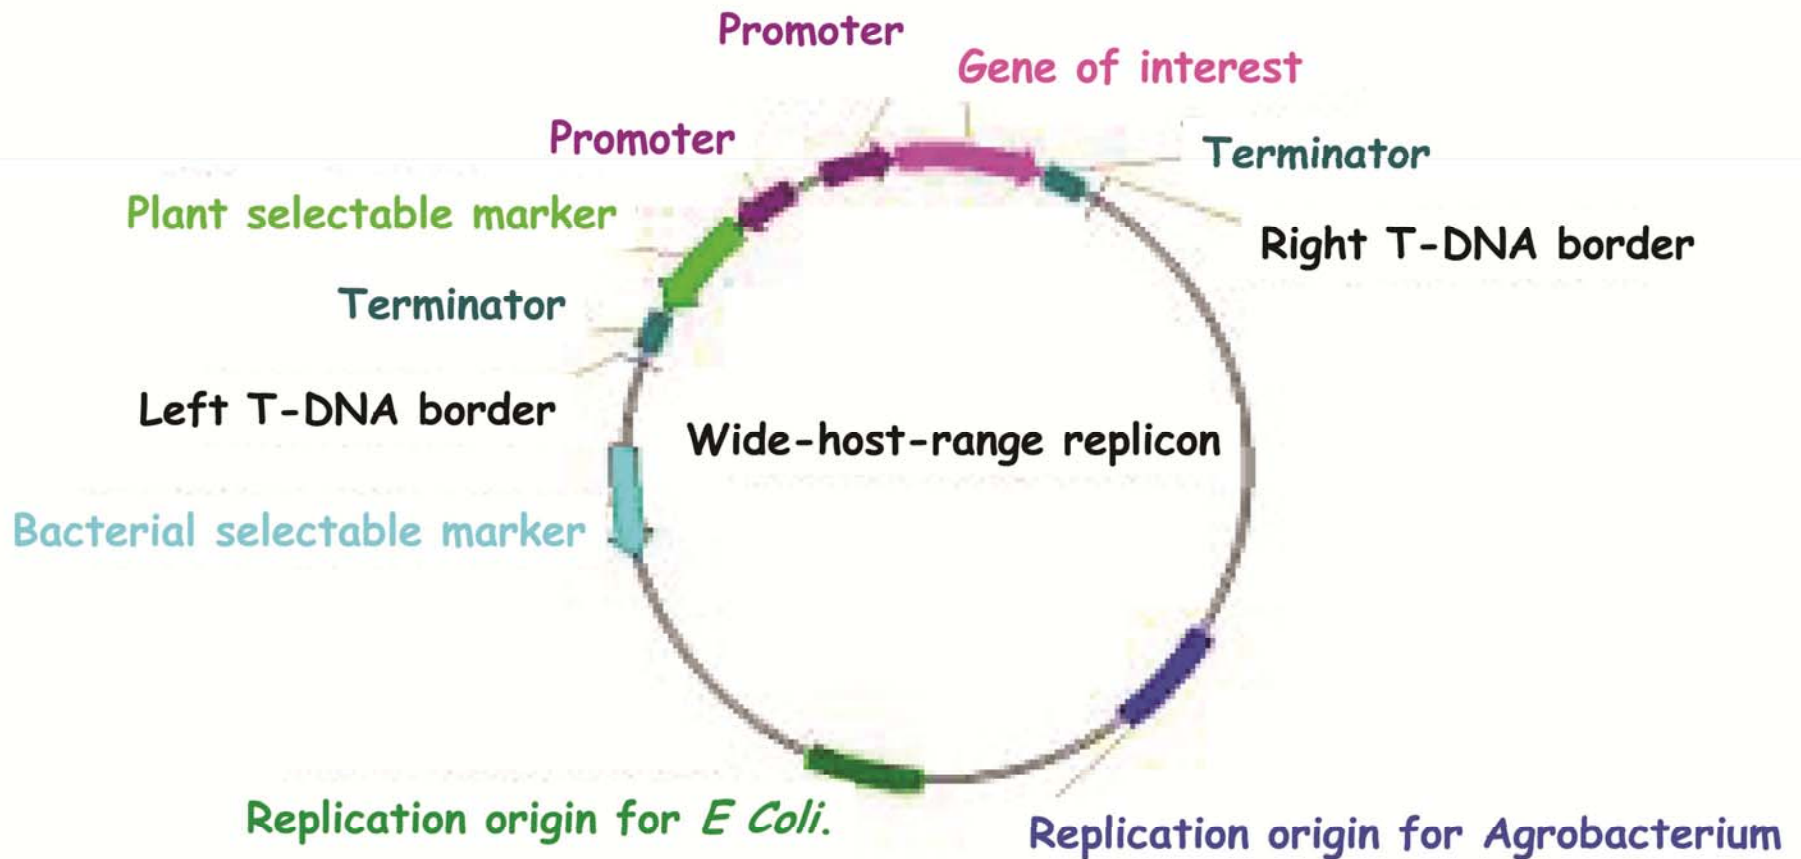 Promoter
Gene of interest
Promoter
Terminator
Plant selectable marker
Right T-DNA border
Terminator
Left T-DNA border
Wide-host-range replicon
Bacterial selectable marker
Replication origin for E Coli.
Replication origin for Agrobacterium